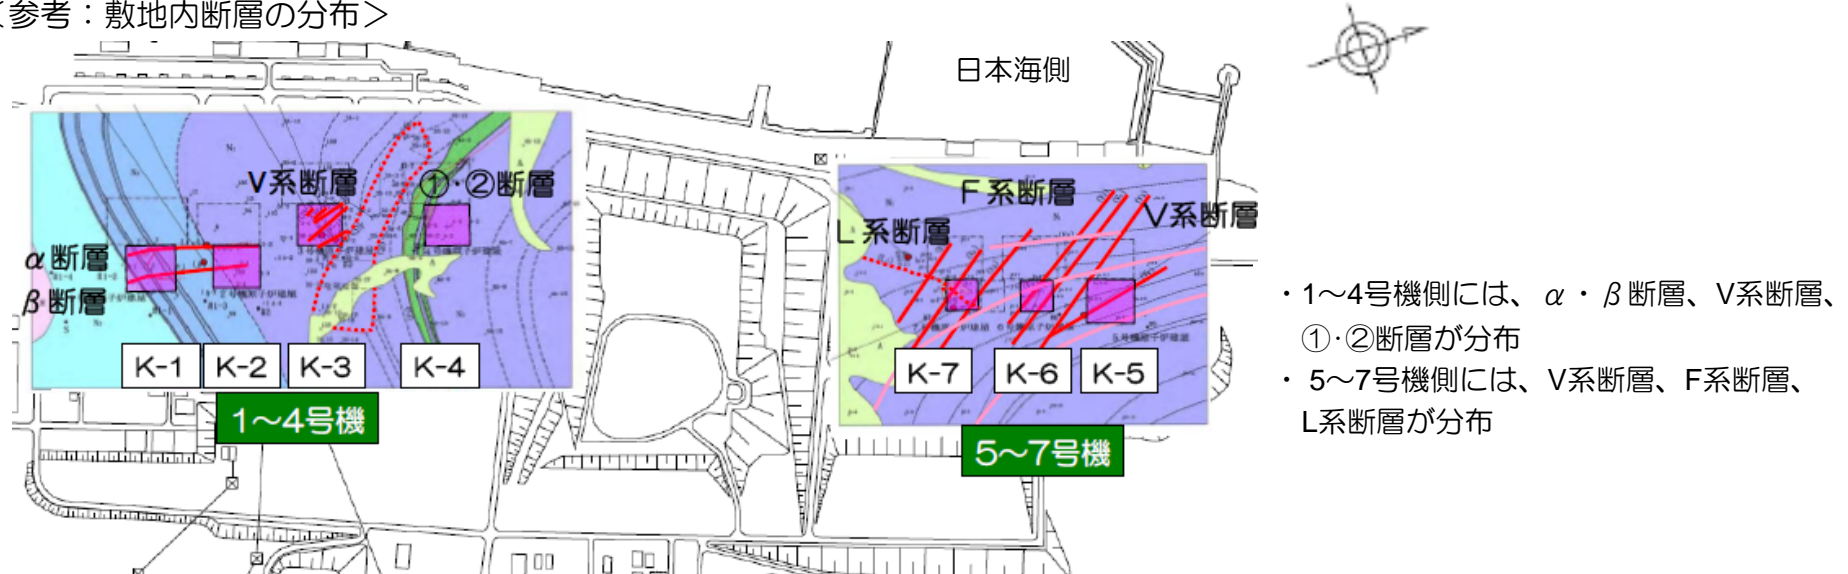 〈参考：敷地内断層の分布＞
日本海側
V系断層
①・②断層
α断層
β断層
K-1
K-2
K-3
K-4
1～4号機
F系断層
L系断層
V系断層
K-7
K-6
K-5
5～7号機
・1～4号機側には、α・β断層、V系断層、
①・②断層が分布
・ 5～7号機側には、V系断層、F系断層、
L系断層が分布